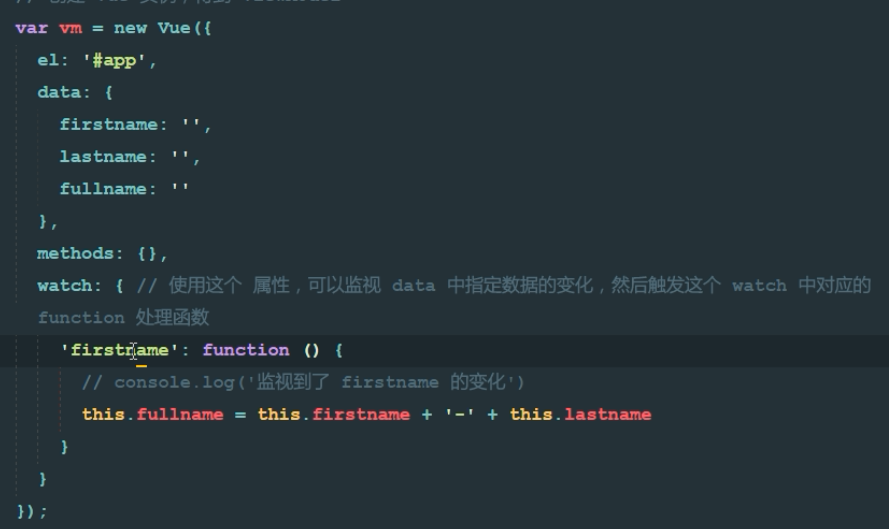 var vm = new Vue({
el: '#app',
data: {
firstname: '',
lastname: '',
fullname: ''
},
methods: {},
watch: { // 使用这个 属性，可以监视 data 中指定数据的变化，然后触发这个 watch 中对应的
function 处理函数
'firstname': function () {
// console.log('监视到了 firstname 的变化')
this.fullname = this.firstname + '-' + this.lastname
}
}
});